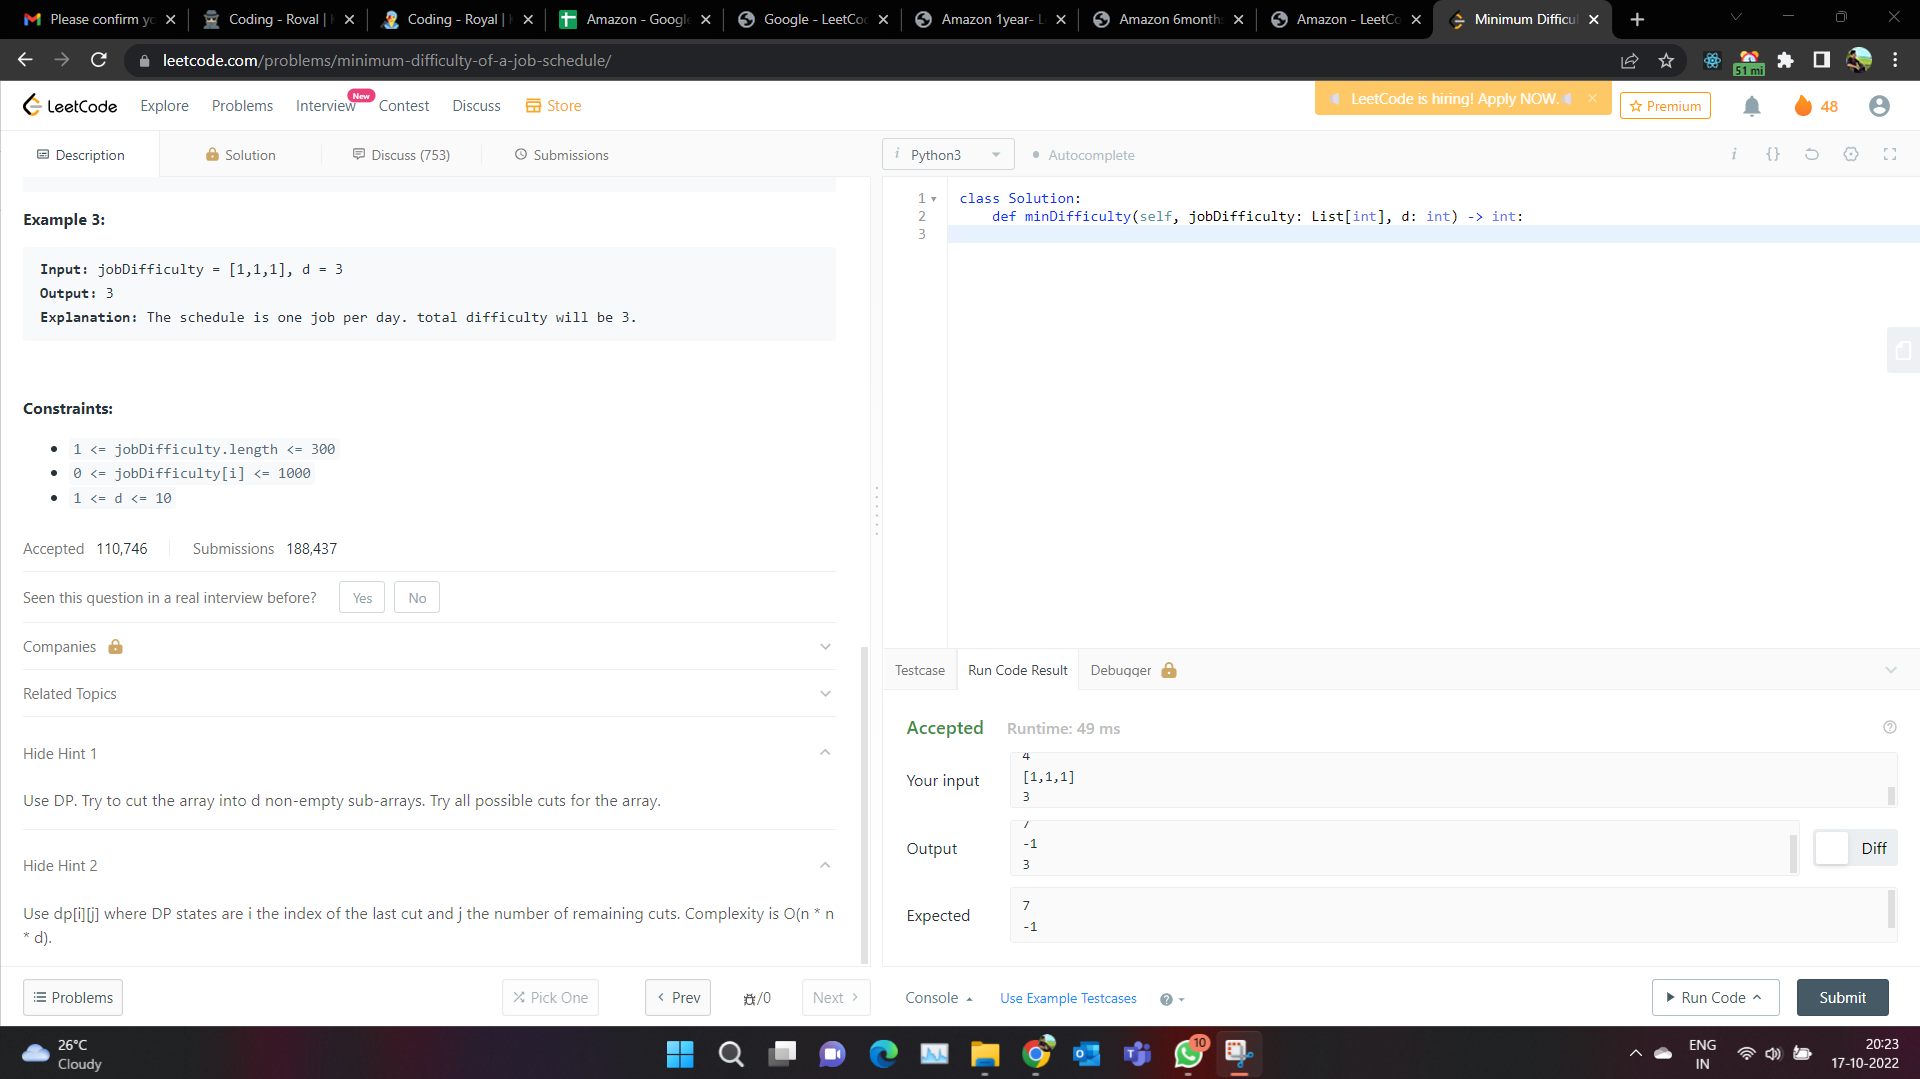 Please confirm yo
Coding - Royal | K
Coding - Royal | K
Amazon - Google
Google - LeetCod
Amazon 1year- L
Amazon 6months
Amazon - LeetCo
Minimum Difficul
leetcode.com/problems/minimum-difficulty-of-a-job-schedule/
51 mi
LeetCode
Explore
Problems
Interview
New
Contest
Discuss
Store
LeetCode is hiring! Apply NOW.
Premium
48
Description
Solution
Discuss (753)
Submissions
i Python3
Autocomplete
Example 3:
Input: jobDifficulty = [1,1,1], d = 3
Output: 3
Explanation: The schedule is one job per day. total difficulty will be 3.
Constraints:
1 <= jobDifficulty.length <= 300
0 <= jobDifficulty[i] <= 1000
1 <= d <= 10
Accepted 110,746
Submissions 188,437
Seen this question in a real interview before?
Yes
No
Companies
Related Topics
Hide Hint 1
Use DP. Try to cut the array into d non-empty sub-arrays. Try all possible cuts for the array.
Hide Hint 2
Use dp[i][j] where DP states are i the index of the last cut and j the number of remaining cuts. Complexity is O(n * n
* d).
Problems
Pick One
Prev
/0
Next
1 class Solution:
2 def minDifficulty(self, jobDifficulty: List[int], d: int) -> int:
3
Testcase
Run Code Result
Debugger
Accepted
Runtime: 49 ms
Your input
4
[1,1,1]
3
Output
7
-1
3
Diff
Expected
7
-1
Console
Use Example Testcases
Run Code
Submit
26°C
Cloudy
10
ENG
IN
20:23
17-10-2022